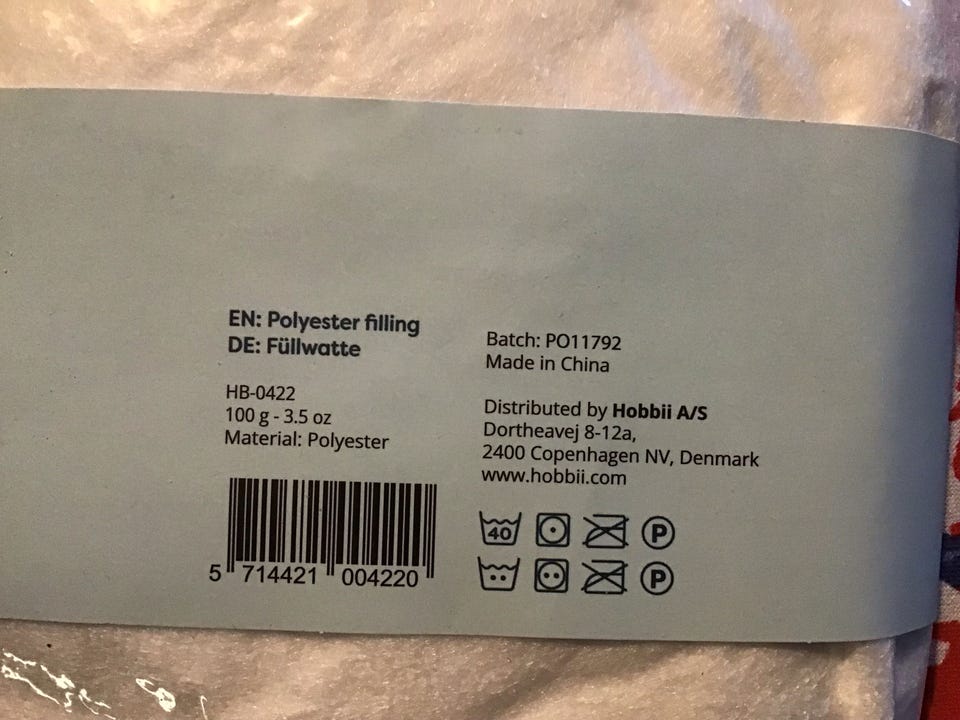 EN: Polyester filling
DE: Füllwatte
HB-0422
100 g - 3.5 oz
Material: Polyester
5 714421 004220
Batch: PO11792
Made in China
Distributed by Hobbii A/S
Dortheavej 8-12a,
2400 Copenhagen NV, Denmark
www.hobbii.com
40 P
P